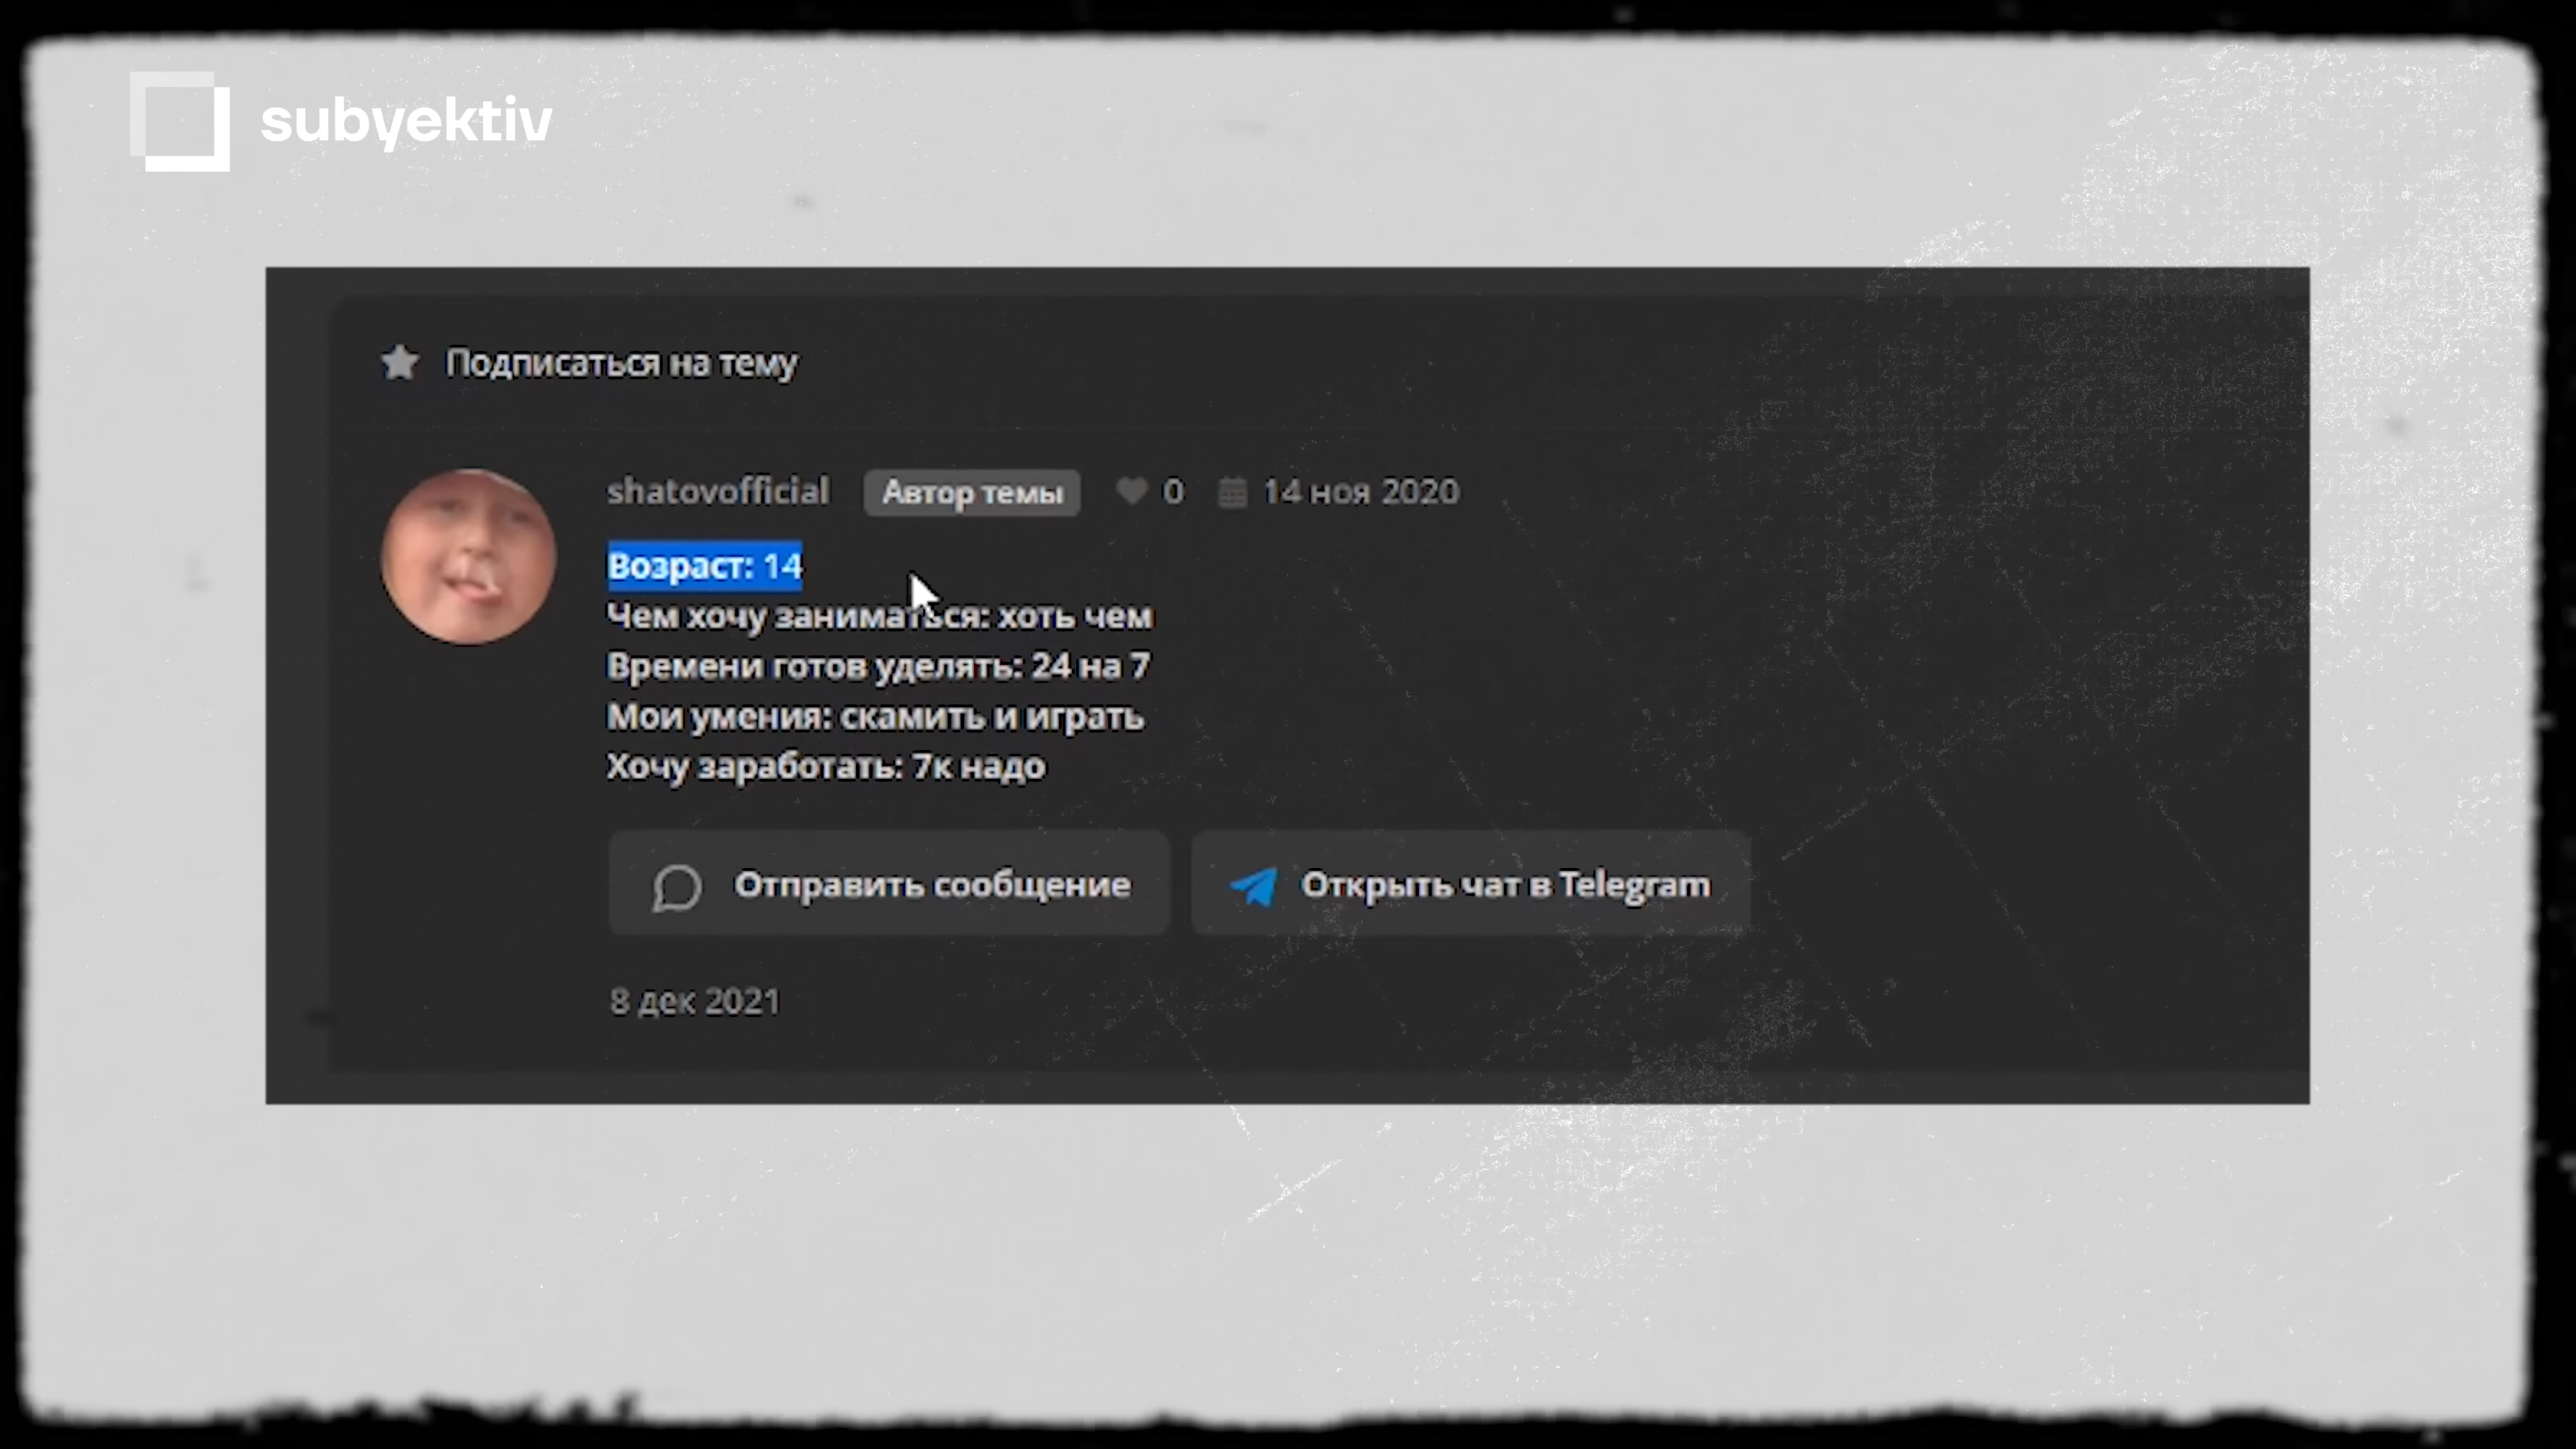 subyektiv
Подписаться на тему
shatovofficial Автор темы 0 14 ноя 2020
Возраст: 14
Чем хочу заниматься: хоть чем
Времени готов уделять: 24 на 7
Мои умения: скамить и играть
Хочу заработать: 7к надо
Отправить сообщение Открыть чат в Telegram
8 дек 2021